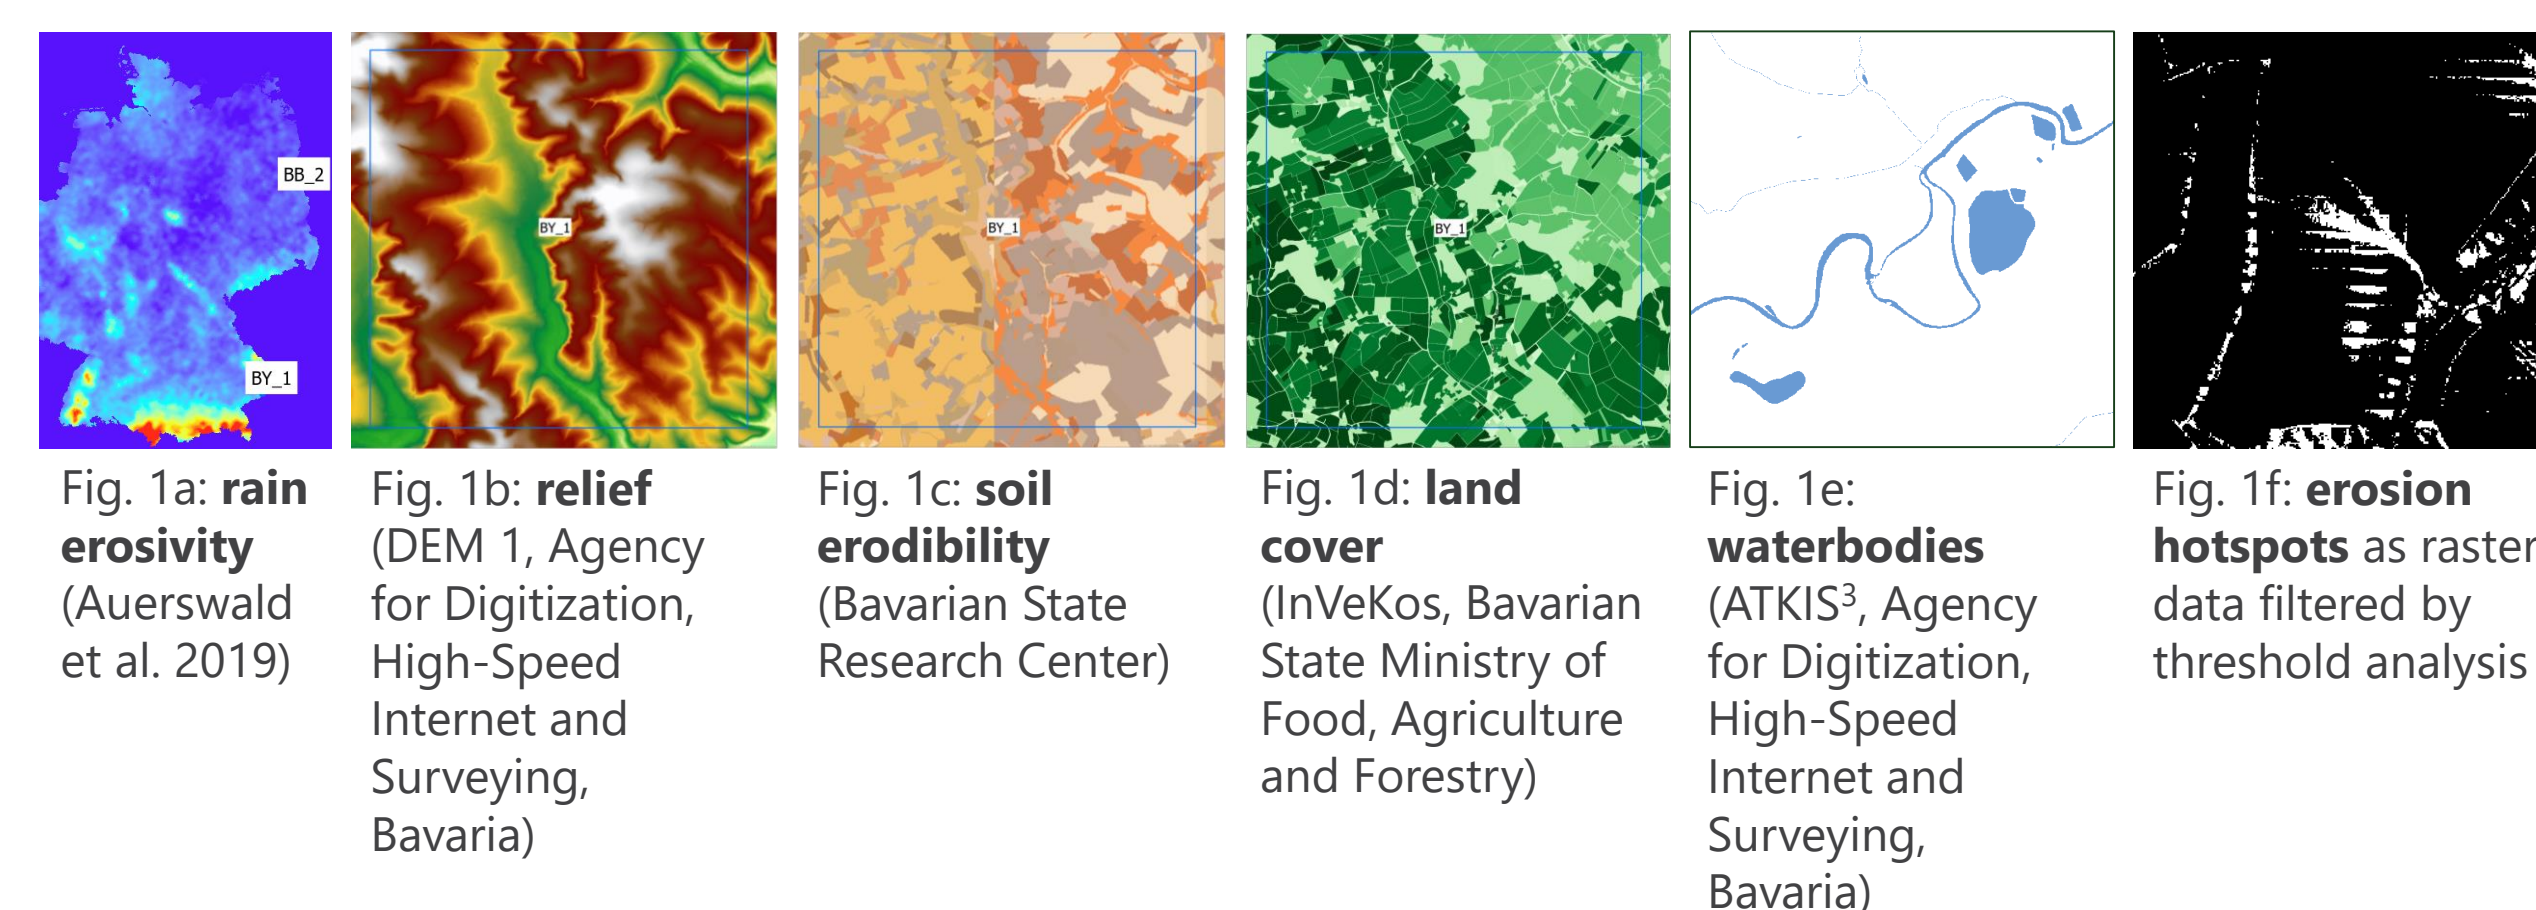 BB_2
BY_1
BY_1
BY_1
BY_1
Fig. 1a: rain
erosivity
(Auerswald
et al. 2019)
Fig. 1b: relief
(DEM 1, Agency
for Digitization,
High-Speed
Internet and
Surveying,
Bavaria)
Fig. 1c: soil
erodibility
(Bavarian State
Research Center)
Fig. 1d: land
cover
(InVeKos, Bavarian
State Ministry of
Food, Agriculture
and Forestry)
Fig. 1e:
waterbodies
(ATKIS³, Agency
for Digitization,
High-Speed
Internet and
Surveying,
Bavaria)
Fig. 1f: erosion
hotspots as raster
data filtered by
threshold analysis